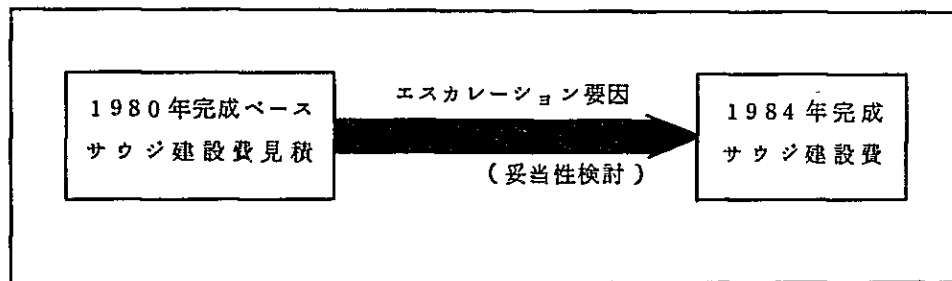 1980年完成ベース
サウジ建設費見積
エスカレーション要因
(妥当性検討)
1984年完成
サウジ建設費